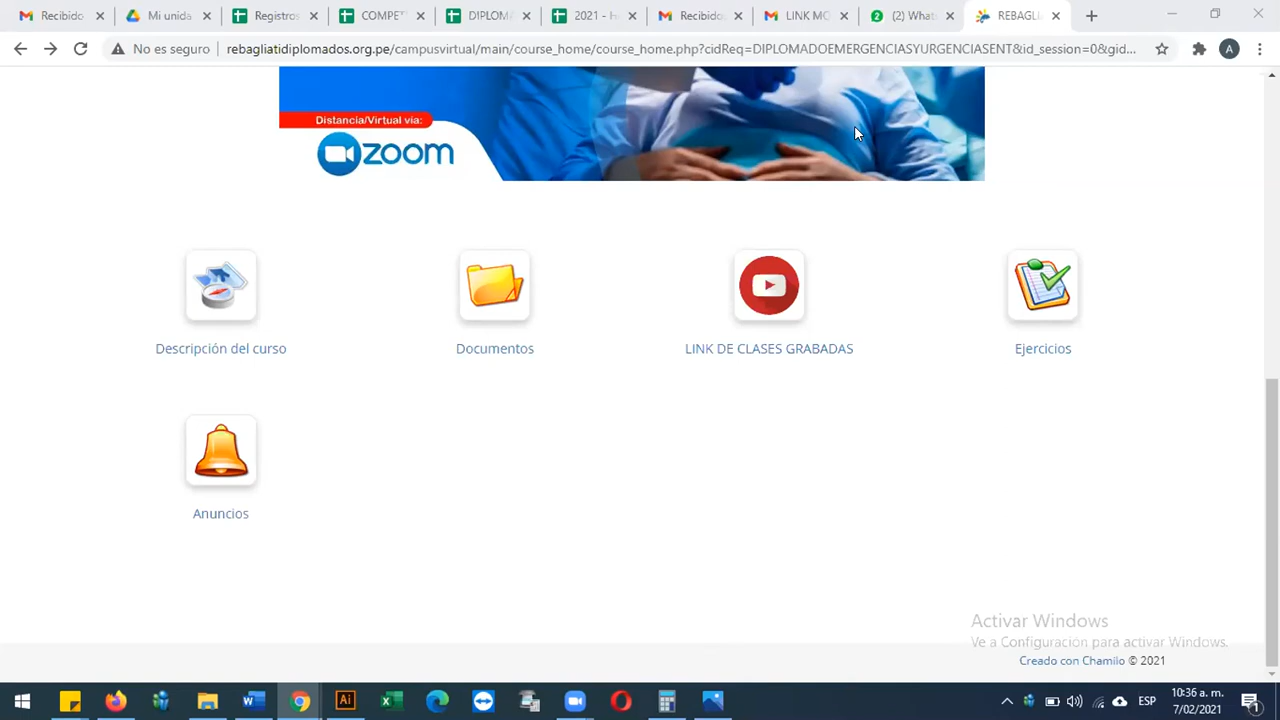 Recibido
Mi unida
Registros
COMPET
DIPLOMA
2021 - H
Recibido
LINK MO
(2) What
REBAGLIA
No es seguro
rebagliatidiplomados.org.pe/campusvirtual/main/course_home/course_home.php?cidReq=DIPLOMADOEMERGENCIASYURGENCIASENT&id_session=0&gid...
A
Distancia/Virtual via:
zoom
Descripción del curso
Documentos
LINK DE CLASES GRABADAS
Ejercicios
Anuncios
Activar Windows
Ve a Configuración para activar Windows.
Creado con Chamilo © 2021
ESP
10:36 a. m.
7/02/2021